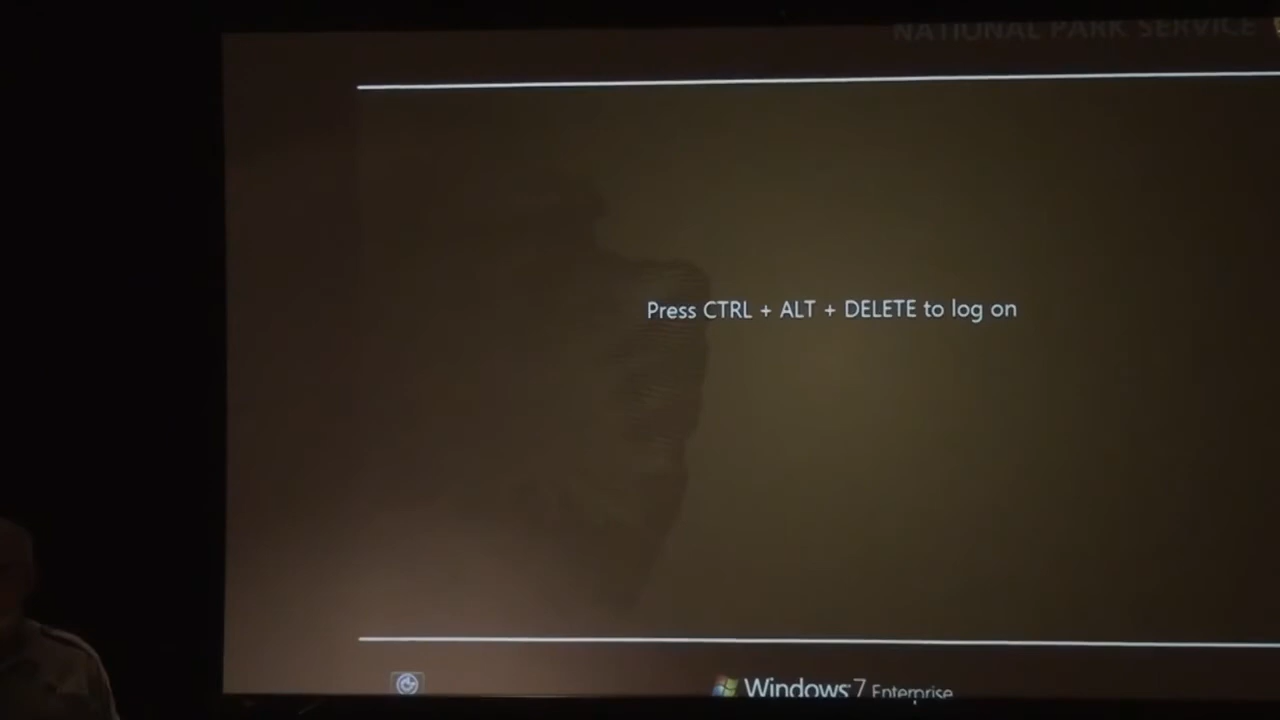 NATIONAL PARK SERVICE
Press CTRL + ALT + DELETE to log on
Windows 7 Enterprise